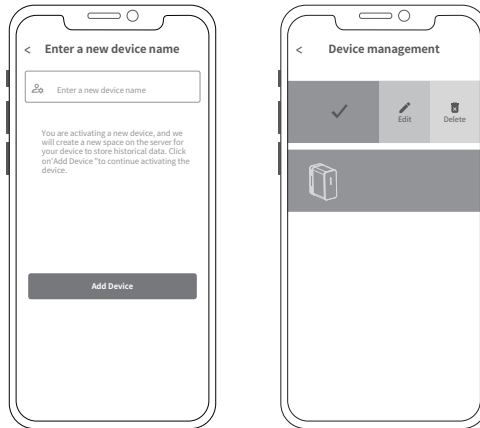 < Enter a new device name
Enter a new device name
You are activating a new device, and we
will create a new space on the server for
your device to store historical data. Click
on'Add Device "to continue activating the
device.
Add Device
< Device management
Edit
Delete